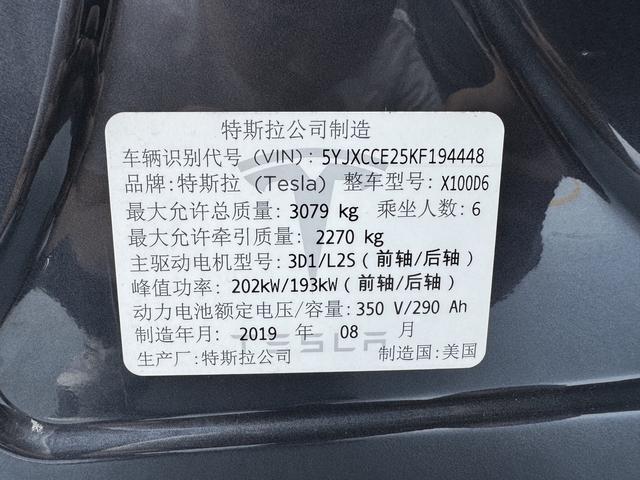 特斯拉公司制造
车辆识别代号 (VIN): 5YJXCCE25KF194448
品牌:特斯拉 (Tesla) 整车型号: X100D6
最大允许总质量: 3079 kg 乘坐人数: 6
最大允许牵引质量: 2270 kg
主驱动电机型号: 3D1/L2S (前轴/后轴)
峰值功率: 202kW/193kW (前轴/后轴)
动力电池额定电压/容量: 350 V/290 Ah
制造年月: 2019 年 08 月
TESLA
生产厂: 特斯拉公司 制造国: 美国